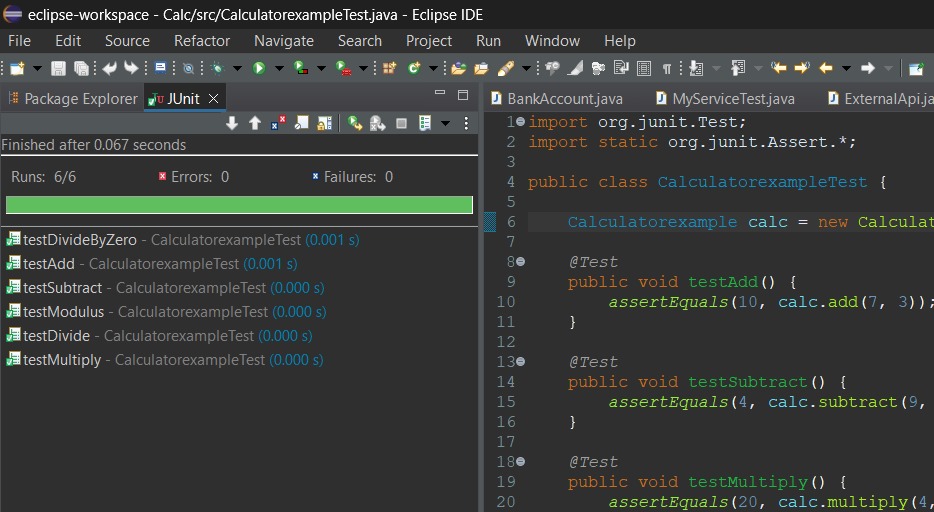 eclipse-workspace - Calc/src/CalculatorexampleTest.java - Eclipse IDE
File Edit Source Refactor Navigate Search Project Run Window Help
Package Explorer JUnit
Finished after 0.067 seconds
Runs: 6/6 Errors: 0 Failures: 0
testDivideByZero - CalculatorexampleTest (0.001 s)
testAdd - CalculatorexampleTest (0.001 s)
testSubtract - CalculatorexampleTest (0.000 s)
testModulus - CalculatorexampleTest (0.000 s)
testDivide - CalculatorexampleTest (0.000 s)
testMultiply - CalculatorexampleTest (0.000 s)
BankAccount.java MyServiceTest.java ExternalApi.ja
1 import org.junit.Test;
2 import static org.junit.Assert.*;
3
4 public class CalculatorexampleTest {
5
6 Calculatorexample calc = new Calculat
7
8 @Test
9 public void testAdd() {
10 assertEquals(10, calc.add(7, 3));
11 }
12
13 @Test
14 public void testSubtract() {
15 assertEquals(4, calc.subtract(9,
16 }
17
18 @Test
19 public void testMultiply() {
20 assertEquals(20, calc.multiply(4,